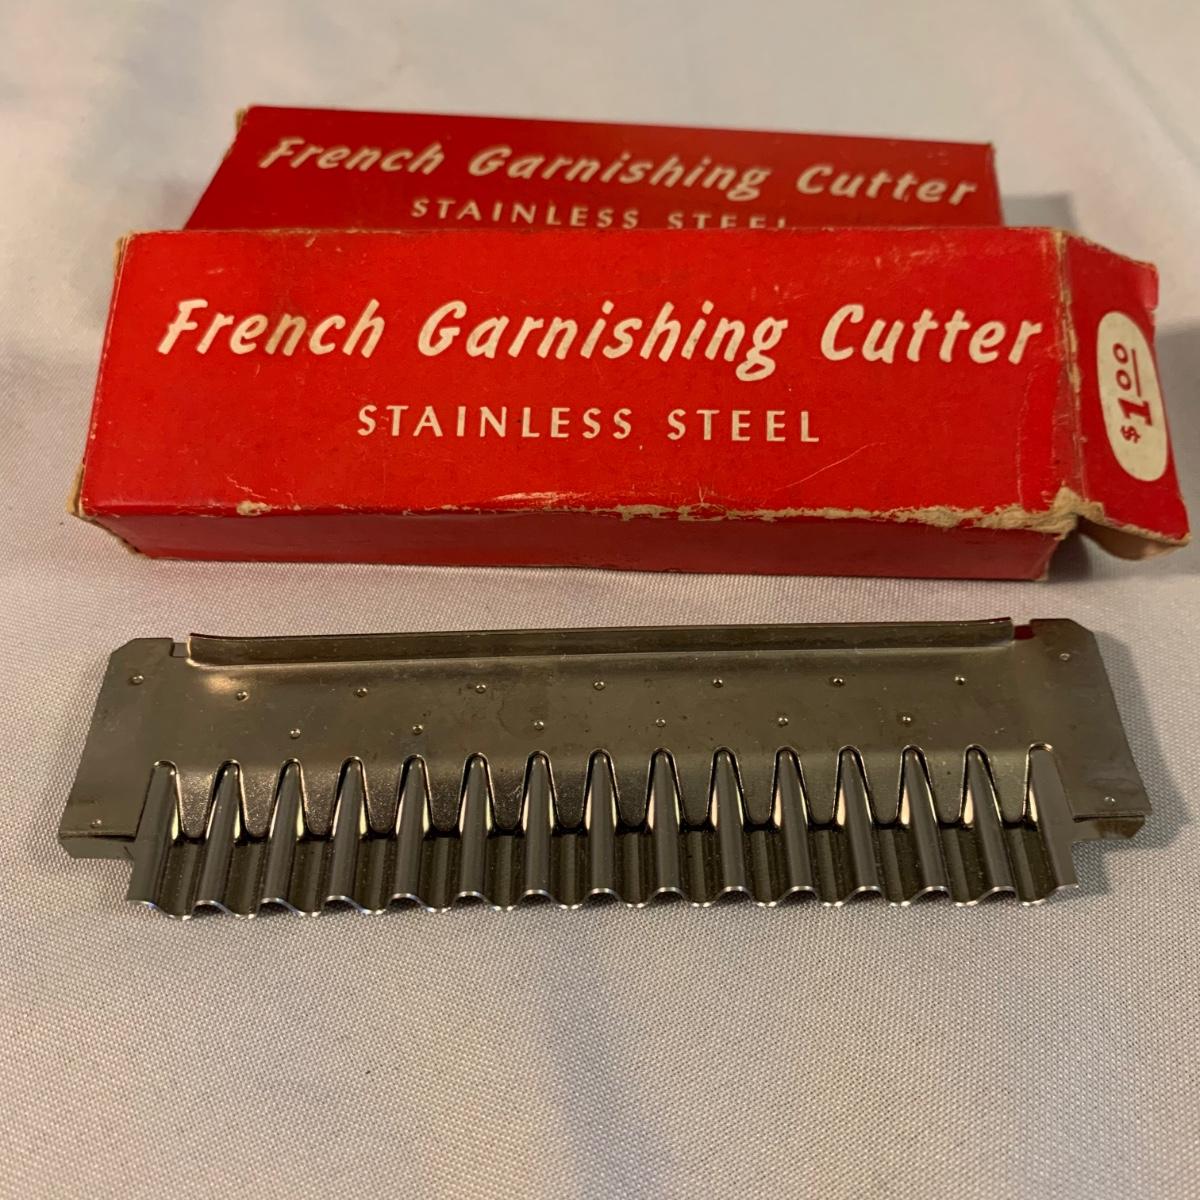 French Garnishing Cutter
STAINLESS STEEL
French Garnishing Cutter
STAINLESS STEEL
$1.00